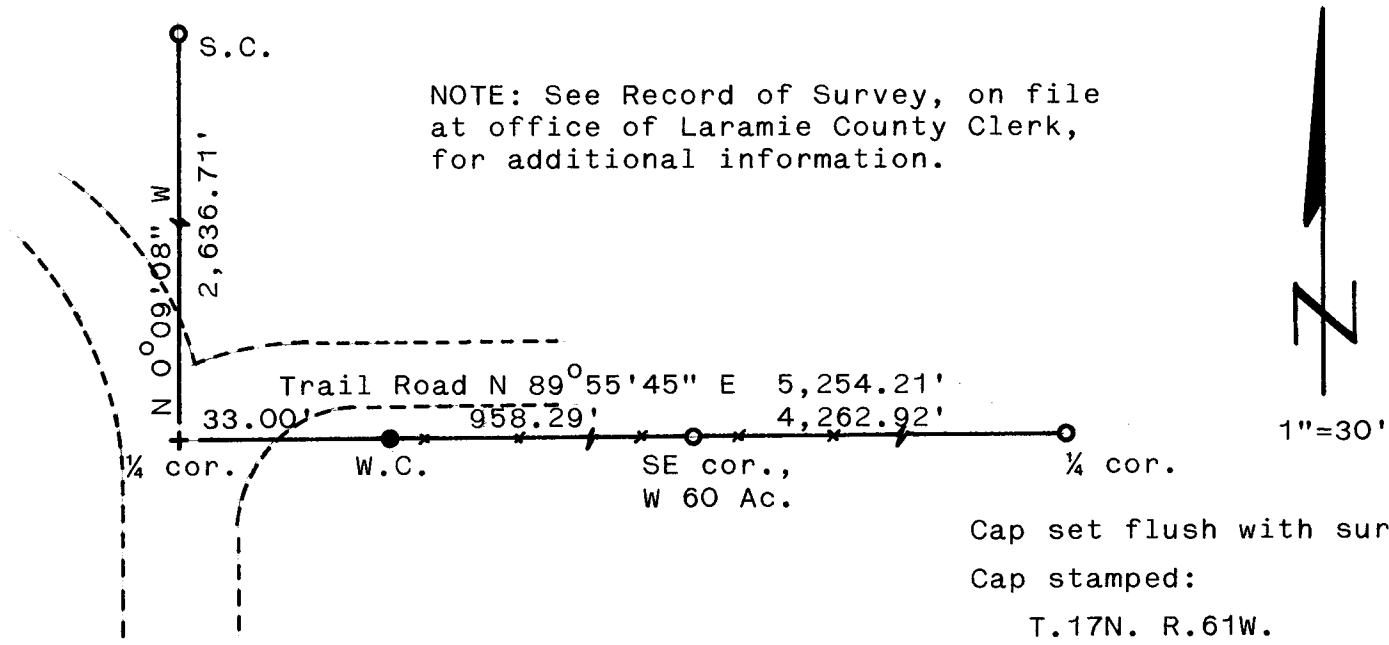 S.C.
NOTE: See Record of Survey, on file
at office of Laramie County Clerk,
for additional information.
N 0°09'08" W
2,636.71'
Trail Road N 89°55'45" E 5,254.21'
33.00' 958.29' 4,262.92'
¼ cor. W.C. SE cor., ¼ cor.
W 60 Ac.
N
1"=30'
Cap set flush with sur
Cap stamped:
T.17N. R.61W.